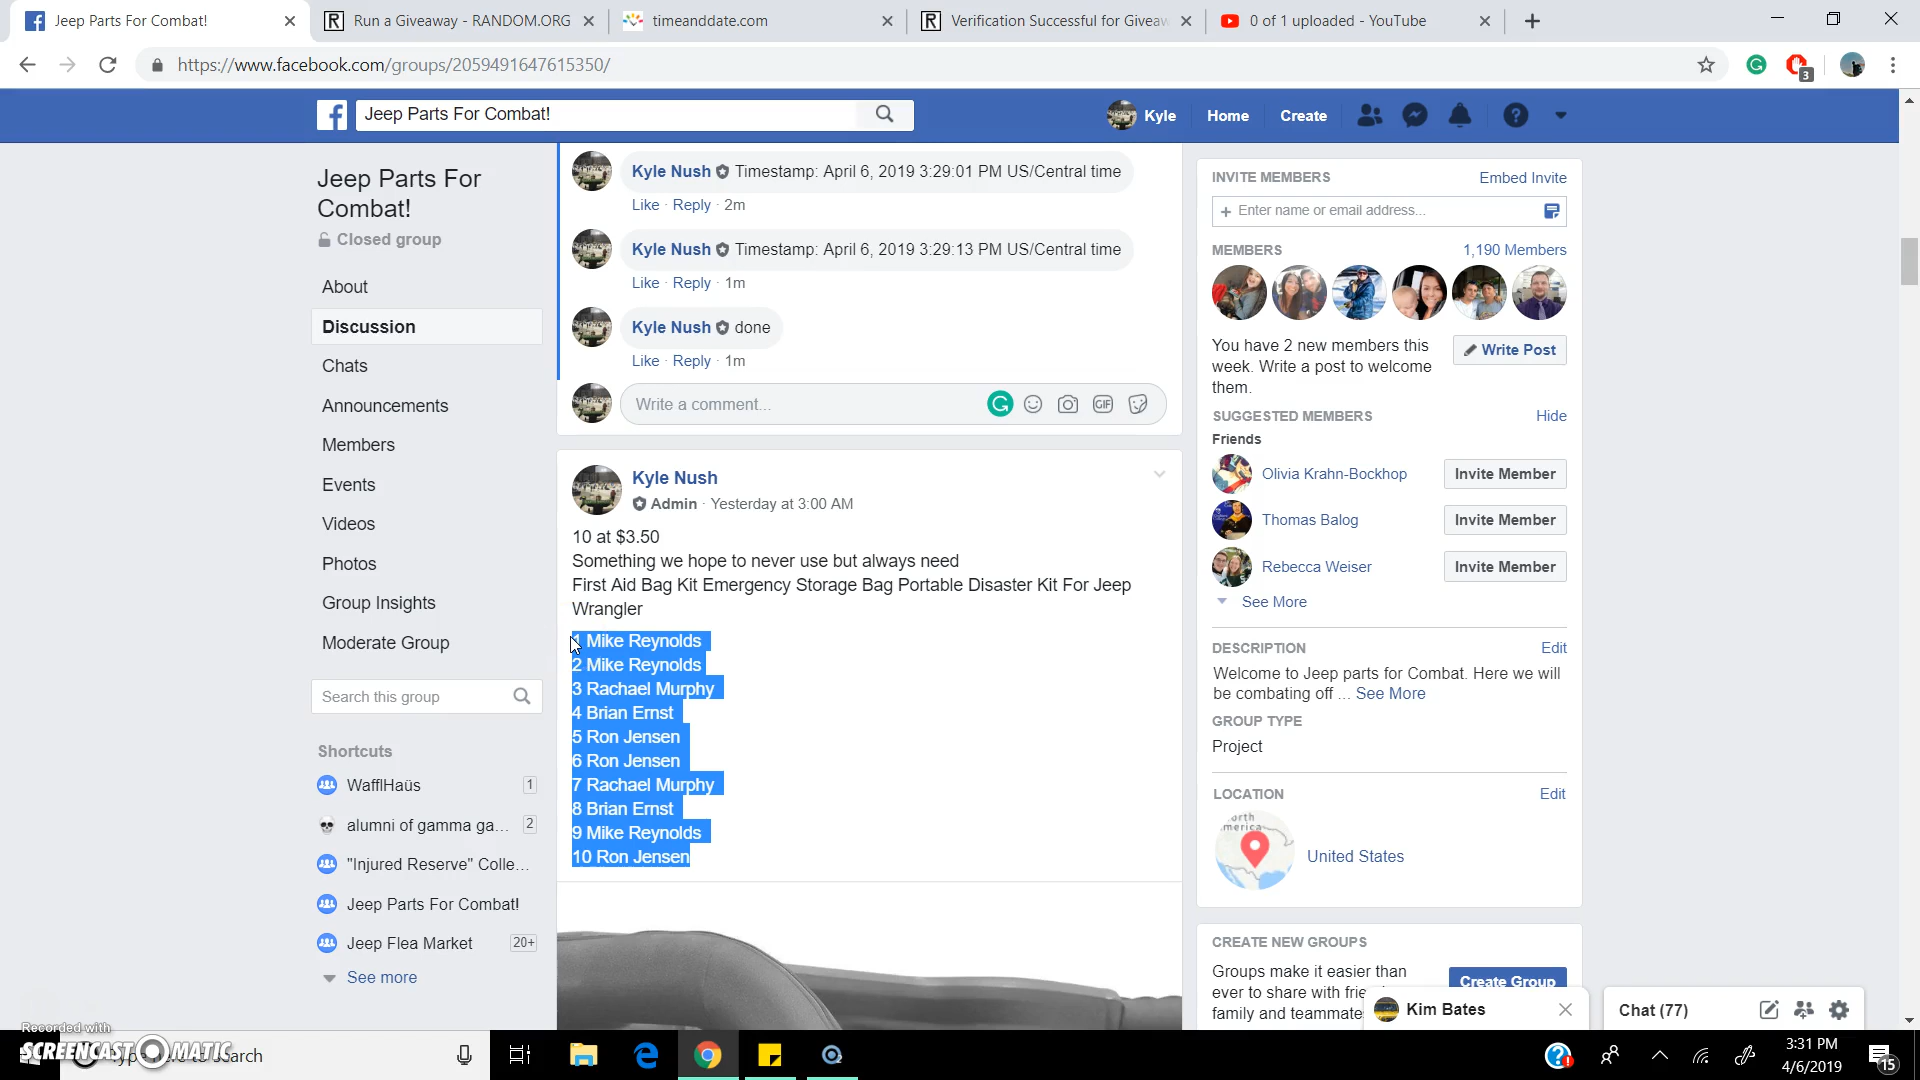 Jeep Parts For Combat!
Run a Giveaway - RANDOM.ORG
timeanddate.com
Verification Successful for Giveaw
0 of 1 uploaded - YouTube
https://www.facebook.com/groups/2059491647615350/
3
Jeep Parts For Combat!
Kyle
Home
Create
Jeep Parts For
Combat!
Closed group
About
Discussion
Chats
Announcements
Members
Events
Videos
Photos
Group Insights
Moderate Group
Search this group
Shortcuts
WafflHaüs 1
alumni of gamma ga... 2
"Injured Reserve" Colle...
Jeep Parts For Combat!
Jeep Flea Market 20+
See more
Kyle Nush Timestamp: April 6, 2019 3:29:01 PM US/Central time
Like · Reply · 2m
Kyle Nush Timestamp: April 6, 2019 3:29:13 PM US/Central time
Like · Reply · 1m
Kyle Nush done
Like · Reply · 1m
Write a comment...
GIF
Kyle Nush
Admin · Yesterday at 3:00 AM
10 at $3.50
Something we hope to never use but always need
First Aid Bag Kit Emergency Storage Bag Portable Disaster Kit For Jeep
Wrangler
1 Mike Reynolds
2 Mike Reynolds
3 Rachael Murphy
4 Brian Ernst
5 Ron Jensen
6 Ron Jensen
7 Rachael Murphy
8 Brian Ernst
9 Mike Reynolds
10 Ron Jensen
INVITE MEMBERS Embed Invite
+ Enter name or email address...
MEMBERS 1,190 Members
You have 2 new members this
week. Write a post to welcome
them.
Write Post
SUGGESTED MEMBERS Hide
Friends
Olivia Krahn-Bockhop Invite Member
Thomas Balog Invite Member
Rebecca Weiser Invite Member
See More
DESCRIPTION Edit
Welcome to Jeep parts for Combat. Here we will
be combating off ... See More
GROUP TYPE
Project
LOCATION Edit
United States
CREATE NEW GROUPS
Groups make it easier than
ever to share with frie
family and teammate
Create Group
Kim Bates
Chat (77)
Recorded with
SCREENCAST O MATIC
Type here to search
3:31 PM
4/6/2019
15